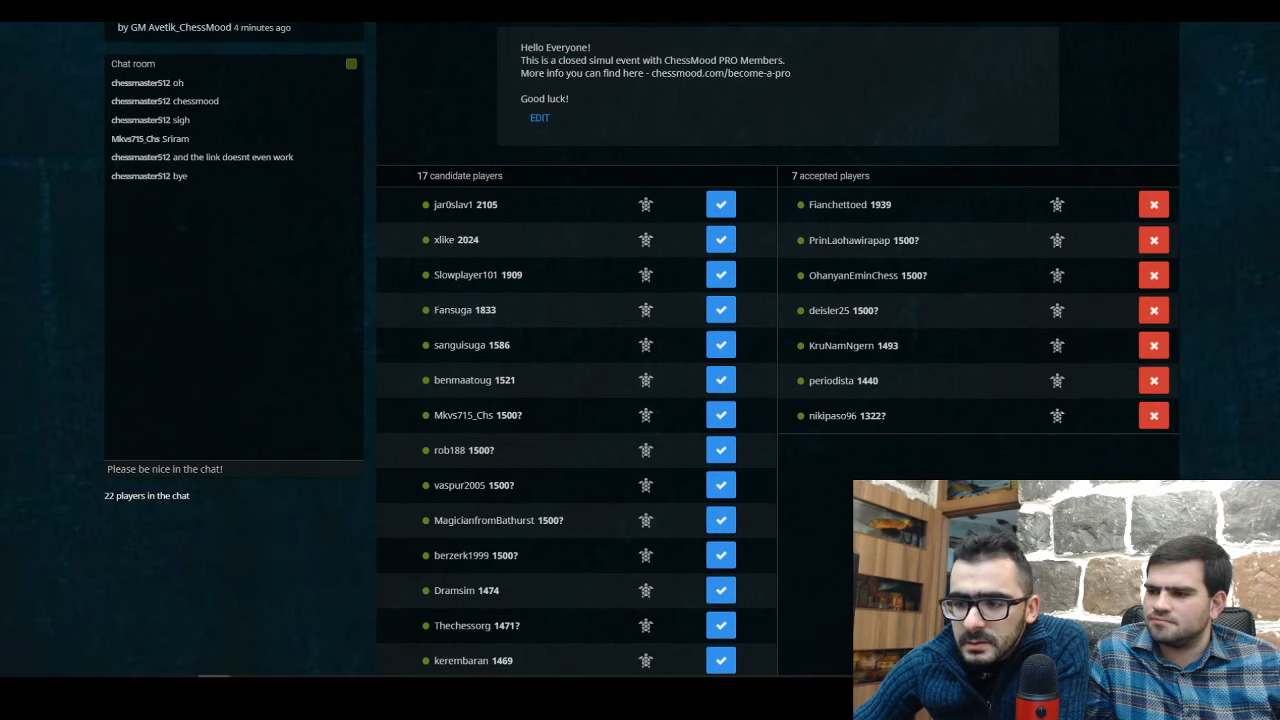 by GM Avetik_ChessMood 4 minutes ago
Chat room
chessmaster512 oh
chessmaster512 chessmood
chessmaster512 sigh
Mkvs715_Chs Sriram
chessmaster512 and the link doesnt even work
chessmaster512 bye
Please be nice in the chat!
22 players in the chat
Hello Everyone!
This is a closed simul event with ChessMood PRO Members.
More info you can find here - chessmood.com/become-a-pro
Good luck!
EDIT
17 candidate players
jar0slav1 2105
xlike 2024
Slowplayer101 1909
Fansuga 1833
sanguisuga 1586
benmaatoug 1521
Mkvs715_Chs 1500?
rob188 1500?
vaspur2005 1500?
MagicianfromBathurst 1500?
berzerk1999 1500?
Dramsim 1474
Thechessorg 1471?
kerembaran 1469
7 accepted players
Fianchettoed 1939
PrinLaohawirapap 1500?
OhanyanEminChess 1500?
deisler25 1500?
KruNamNgern 1493
periodista 1440
nikipaso96 1322?